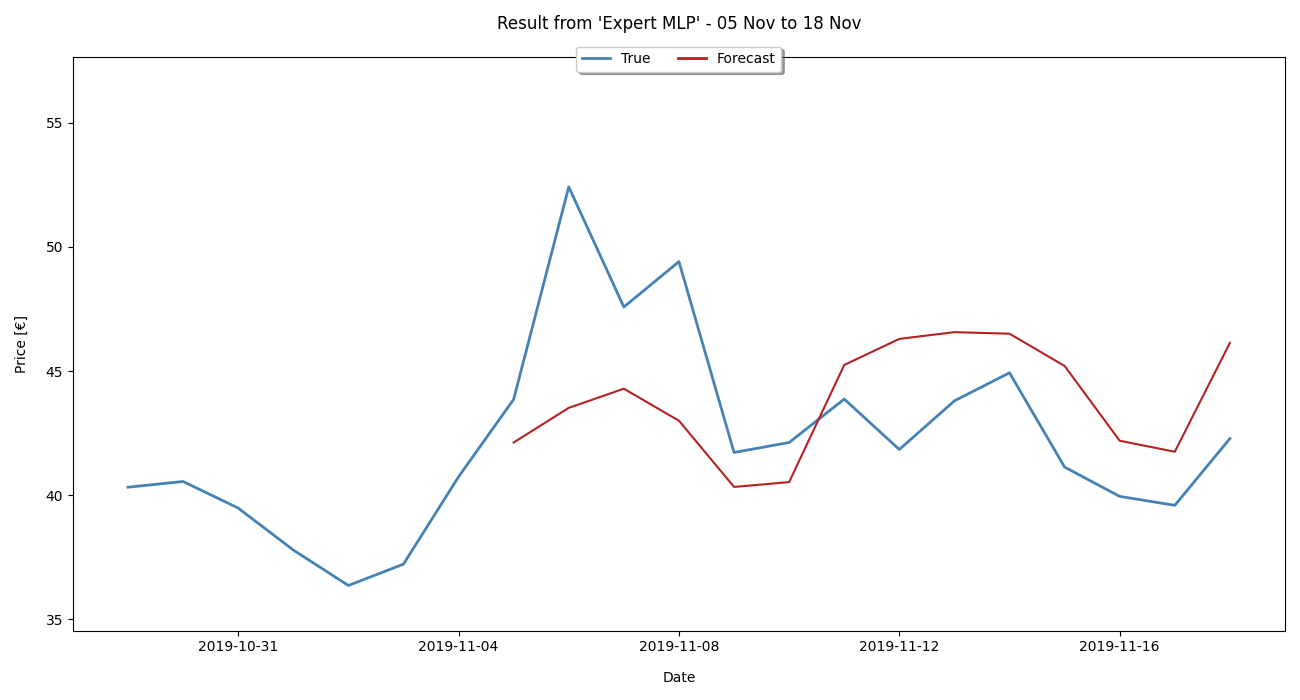 Result from 'Expert MLP' - 05 Nov to 18 Nov
True Forecast
55
50
45
40
35
Price [€]
2019-10-31 2019-11-04 2019-11-08 2019-11-12 2019-11-16
Date